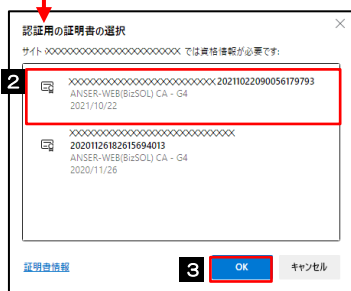 認証用の証明書の選択
サイト XXXXXXXXXXXXXXXXXXXXXXX では資格情報が必要です:
2
XXXXXXXXXXXXXXXXXXXXXXXXX 20211022090056179793
ANSER-WEB(BizSOL) CA - G4
2021/10/22
XXXXXXXXXXXXXXXXXXXXXXXXXXX
20201126182615694013
ANSER-WEB(BizSOL) CA - G4
2020/11/26
証明書情報
3
OK
キャンセル